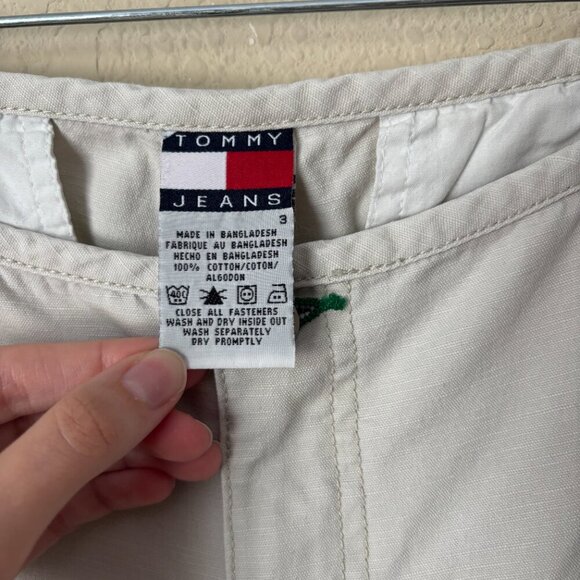 TOMMY
JEANS
3
MADE IN BANGLADESH
FABRIQUE AU BANGLADESH
HECHO EN BANGLADESH
100% COTTON/COTON/
ALGODON
40C
CLOSE ALL FASTENERS
WASH AND DRY INSIDE OUT
WASH SEPARATELY
DRY PROMPTLY